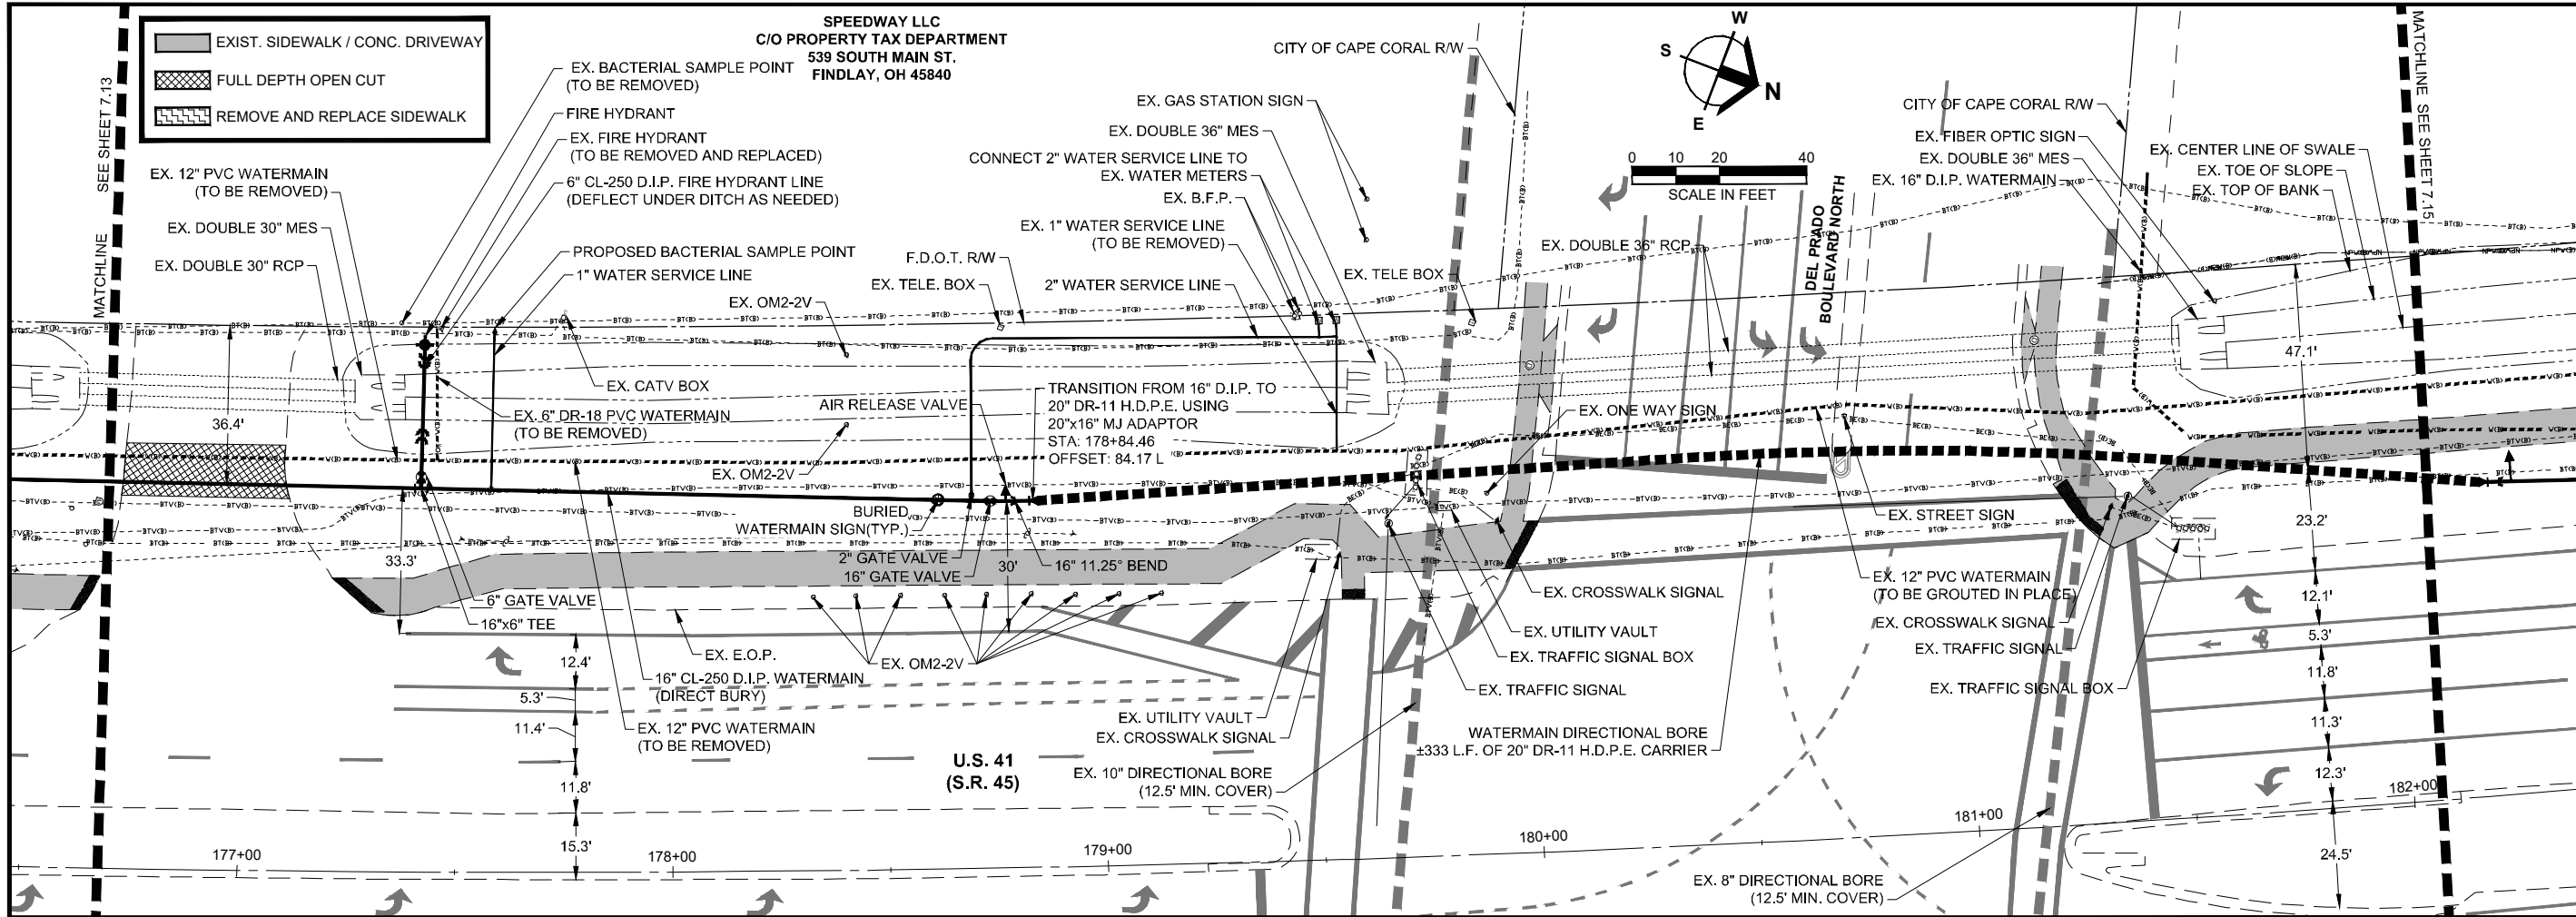 EXIST. SIDEWALK / CONC. DRIVEWAY
FULL DEPTH OPEN CUT
REMOVE AND REPLACE SIDEWALK
MATCHLINE SEE SHEET 7.13
SPEEDWAY LLC
C/O PROPERTY TAX DEPARTMENT
539 SOUTH MAIN ST.
FINDLAY, OH 45840
EX. BACTERIAL SAMPLE POINT
(TO BE REMOVED)
FIRE HYDRANT
EX. FIRE HYDRANT
(TO BE REMOVED AND REPLACED)
6" CL-250 D.I.P. FIRE HYDRANT LINE
(DEFLECT UNDER DITCH AS NEEDED)
PROPOSED BACTERIAL SAMPLE POINT
1" WATER SERVICE LINE
EX. 12" PVC WATERMAIN
(TO BE REMOVED)
EX. DOUBLE 30" MES
EX. DOUBLE 30" RCP
EX. OM2-2V
EX. CATV BOX
EX. 6" DR-18 PVC WATERMAIN
(TO BE REMOVED)
36.4'
EX. OM2-2V
AIR RELEASE VALVE
F.D.O.T. R/W
EX. TELE. BOX
CITY OF CAPE CORAL R/W
EX. GAS STATION SIGN
EX. DOUBLE 36" MES
CONNECT 2" WATER SERVICE LINE TO
EX. WATER METERS
EX. B.F.P.
EX. 1" WATER SERVICE LINE
(TO BE REMOVED)
2" WATER SERVICE LINE
EX. TELE BOX
TRANSITION FROM 16" D.I.P. TO
20" DR-11 H.D.P.E. USING
20"x16" MJ ADAPTOR
STA: 178+84.46
OFFSET: 84.17 L
W
S
N
E
0 10 20 40
SCALE IN FEET
EX. DOUBLE 36" RCP
DEL PRADO
BOULEVARD NORTH
CITY OF CAPE CORAL R/W
EX. FIBER OPTIC SIGN
EX. DOUBLE 36" MES
EX. 16" D.I.P. WATERMAIN
EX. CENTER LINE OF SWALE
EX. TOE OF SLOPE
EX. TOP OF BANK
MATCHLINE SEE SHEET 7.15
47.1'
EX. ONE WAY SIGN
EX. STREET SIGN
BURIED
WATERMAIN SIGN(TYP.)
2" GATE VALVE
16" GATE VALVE
30'
16" 11.25° BEND
33.3'
6" GATE VALVE
16"x6" TEE
EX. E.O.P.
16" CL-250 D.I.P. WATERMAIN
(DIRECT BURY)
EX. 12" PVC WATERMAIN
(TO BE REMOVED)
EX. OM2-2V
12.4'
5.3'
11.4'
11.8'
15.3'
U.S. 41
(S.R. 45)
EX. UTILITY VAULT
EX. CROSSWALK SIGNAL
EX. 10" DIRECTIONAL BORE
(12.5' MIN. COVER)
EX. CROSSWALK SIGNAL
EX. UTILITY VAULT
EX. TRAFFIC SIGNAL BOX
EX. TRAFFIC SIGNAL
WATERMAIN DIRECTIONAL BORE
±333 L.F. OF 20" DR-11 H.D.P.E. CARRIER
EX. 12" PVC WATERMAIN
(TO BE GROUTED IN PLACE)
EX. CROSSWALK SIGNAL
EX. TRAFFIC SIGNAL
EX. TRAFFIC SIGNAL BOX
EX. 8" DIRECTIONAL BORE
(12.5' MIN. COVER)
23.2'
12.1'
5.3'
11.8'
11.3'
12.3'
24.5'
177+00
178+00
179+00
180+00
181+00
182+00